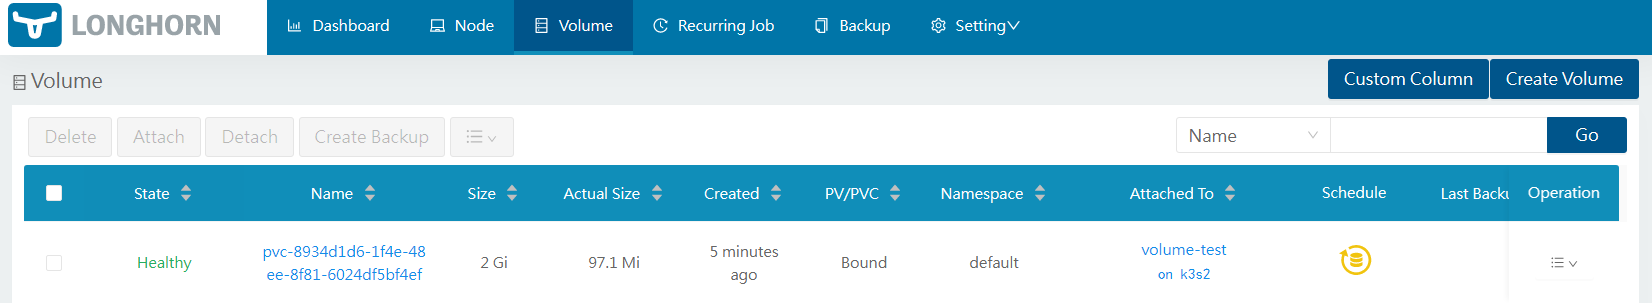 LONGHORN Dashboard Node Volume Recurring Job Backup Setting
Volume Custom Column Create Volume
Delete Attach Detach Create Backup Name Go
State Name Size Actual Size Created PV/PVC Namespace Attached To Schedule Last Backu Operation
Healthy pvc-8934d1d6-1f4e-48 2 Gi 97.1 Mi 5 minutes Bound default volume-test
ee-8f81-6024df5bf4ef ago on k3s2